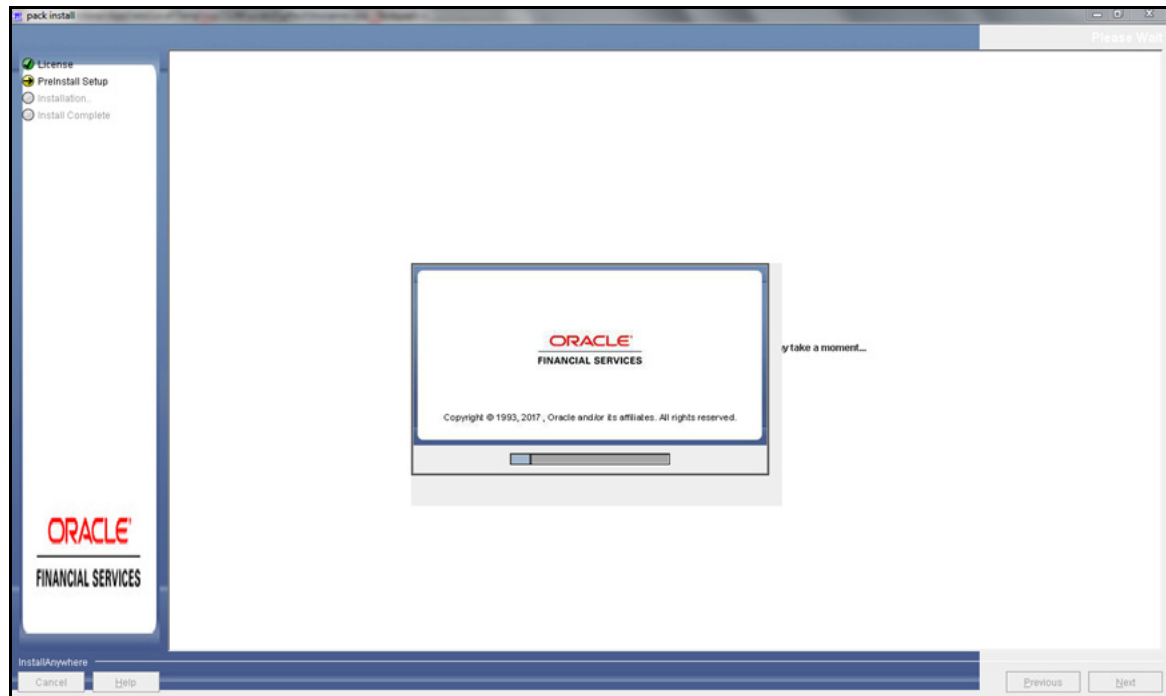 pack install
Please Wait
License
PreInstall Setup
Installation..
Install Complete
ORACLE
FINANCIAL SERVICES
y take a moment...
Copyright © 1993, 2017 , Oracle and/or its affiliates. All rights reserved.
ORACLE
FINANCIAL SERVICES
InstallAnywhere
Cancel
Help
Previous
Next